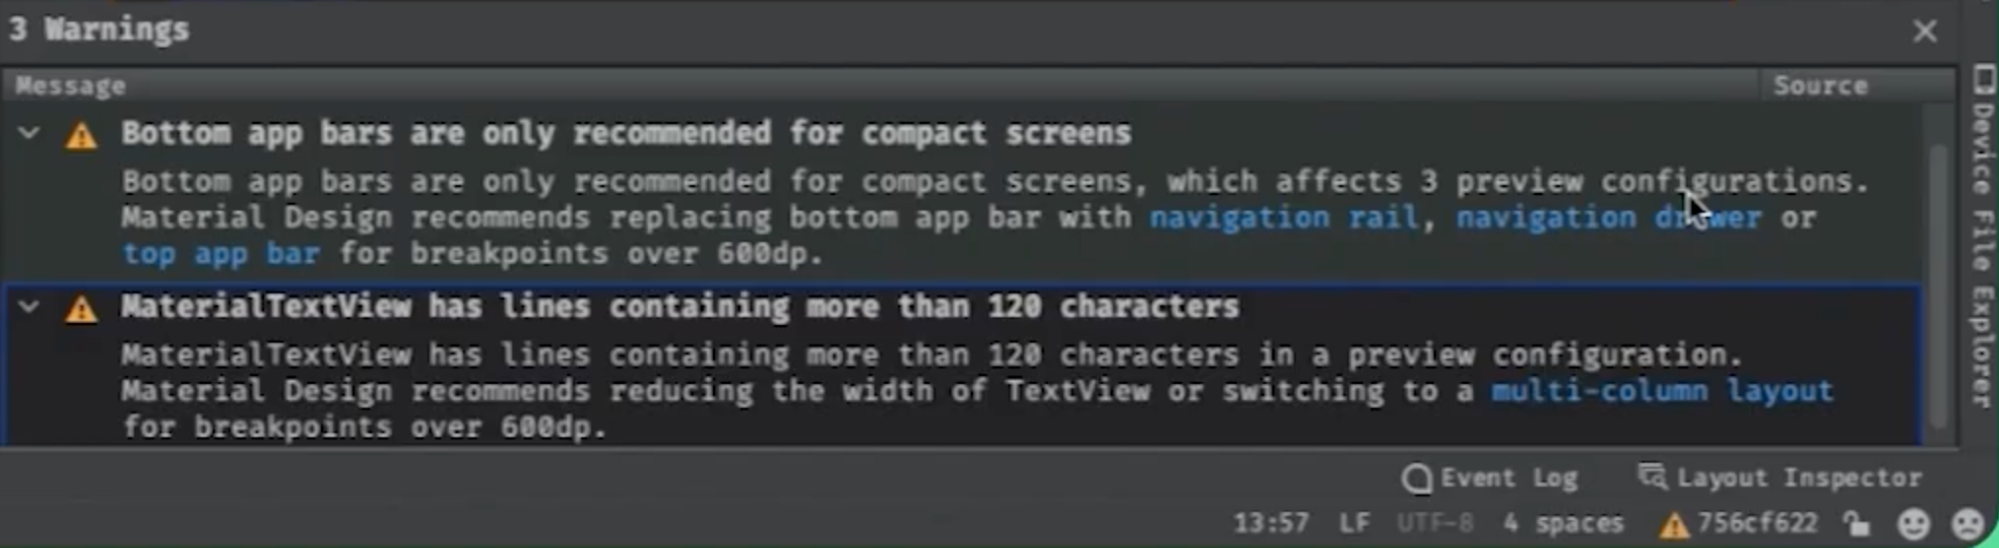 3 Warnings
Message
Source
Bottom app bars are only recommended for compact screens
Bottom app bars are only recommended for compact screens, which affects 3 preview configurations.
Material Design recommends replacing bottom app bar with navigation rail, navigation drawer or
top app bar for breakpoints over 600dp.
MaterialTextView has lines containing more than 120 characters
MaterialTextView has lines containing more than 120 characters in a preview configuration.
Material Design recommends reducing the width of TextView or switching to a multi-column layout
for breakpoints over 600dp.
Device File Explorer
Event Log
Layout Inspector
13:57 LF UTF-8 4 spaces 756cf622